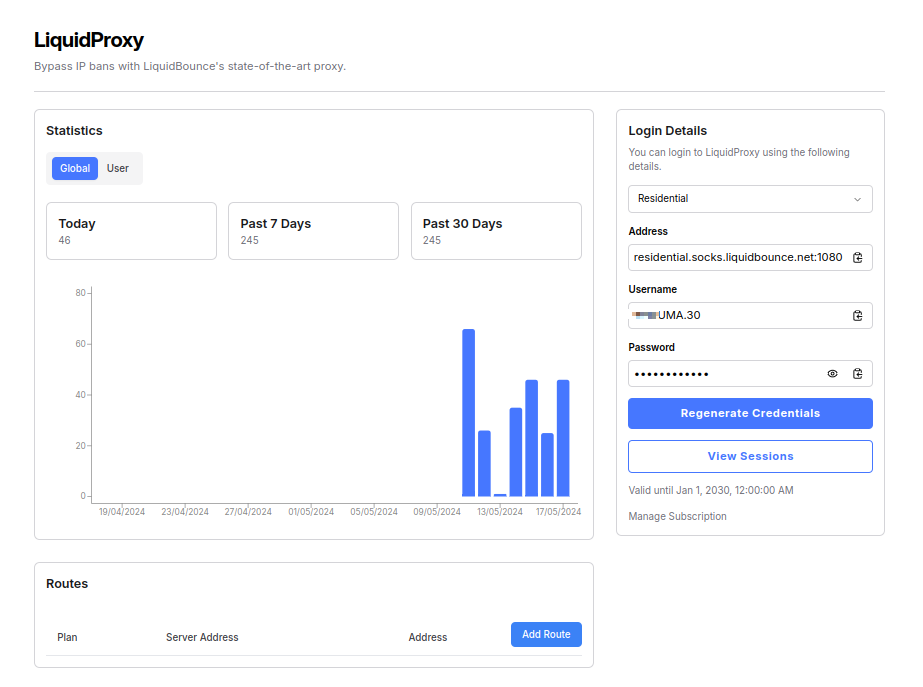 LiquidProxy
Bypass IP bans with LiquidBounce's state-of-the-art proxy.
Statistics
Global User
Today
46
Past 7 Days
245
Past 30 Days
245
80
60
40
20
0
19/04/2024 23/04/2024 27/04/2024 01/05/2024 05/05/2024 09/05/2024 13/05/2024 17/05/2024
Routes
Plan Server Address Address Add Route
Login Details
You can login to LiquidProxy using the following
details.
Residential
Address
residential.socks.liquidbounce.net:1080
Username
UMA.30
Password
••••••••••••
Regenerate Credentials
View Sessions
Valid until Jan 1, 2030, 12:00:00 AM
Manage Subscription